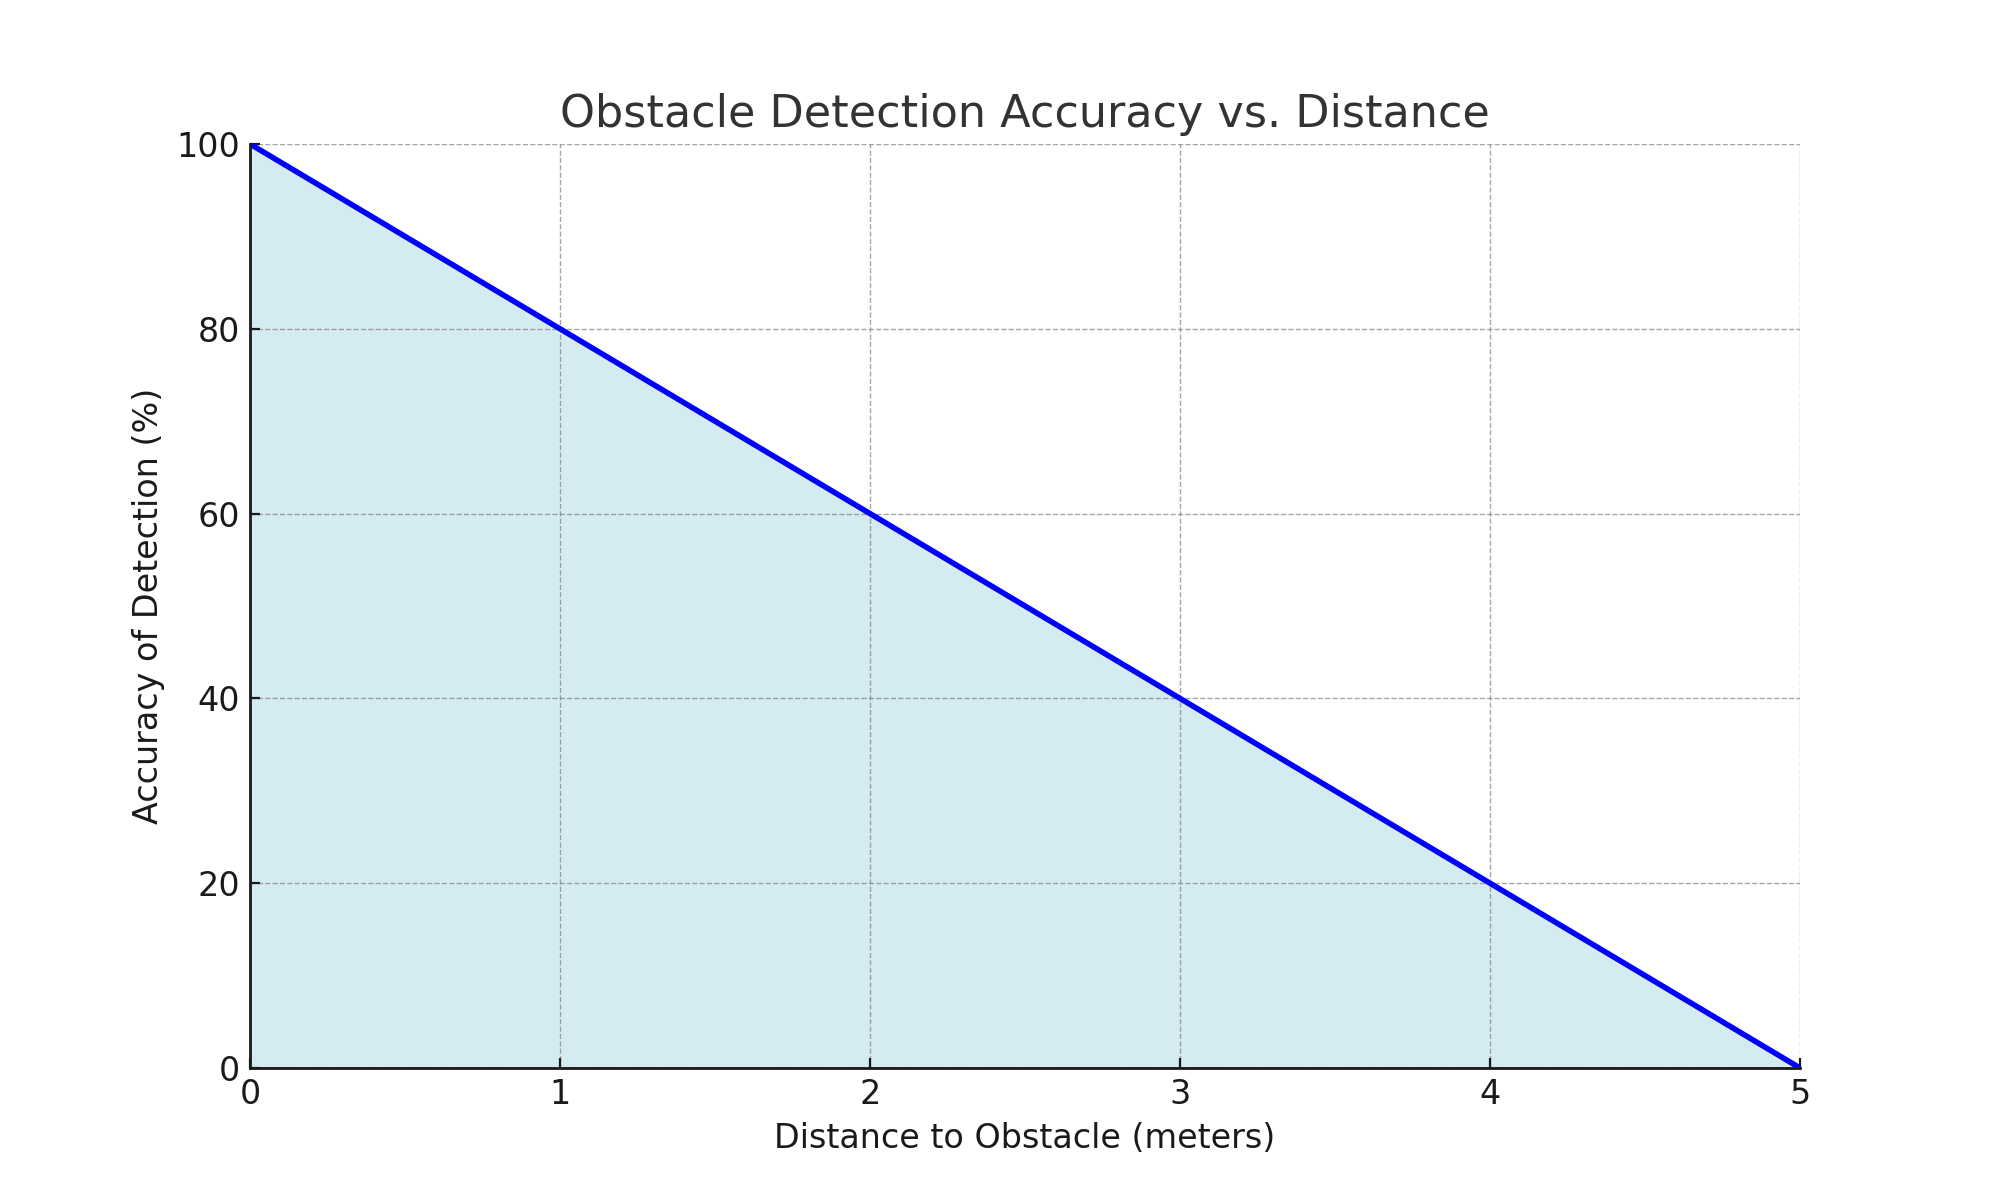 Obstacle Detection Accuracy vs. Distance
100
80
60
40
20
0
Accuracy of Detection (%)
0 1 2 3 4 5
Distance to Obstacle (meters)